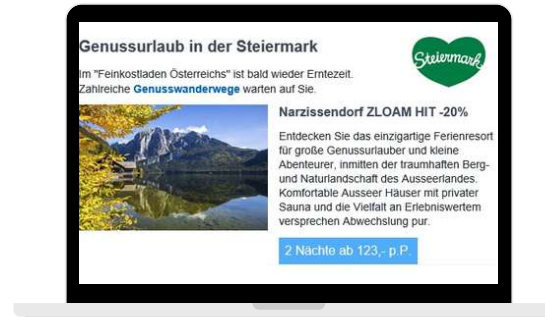 Genussurlaub in der Steiermark
Steiermark
Im "Feinkostladen Österreichs" ist bald wieder Erntezeit.
Zahlreiche Genusswanderwege warten auf Sie.
Narzissendorf ZLOAM HIT -20%
Entdecken Sie das einzigartige Ferienresort
für große Genussurlauber und kleine
Abenteurer, inmitten der traumhaften Berg-
und Naturlandschaft des Ausseerlandes.
Komfortable Ausseer Häuser mit privater
Sauna und die Vielfalt an Erlebniswertem
versprechen Abwechslung pur.
2 Nächte ab 123,- p.P.